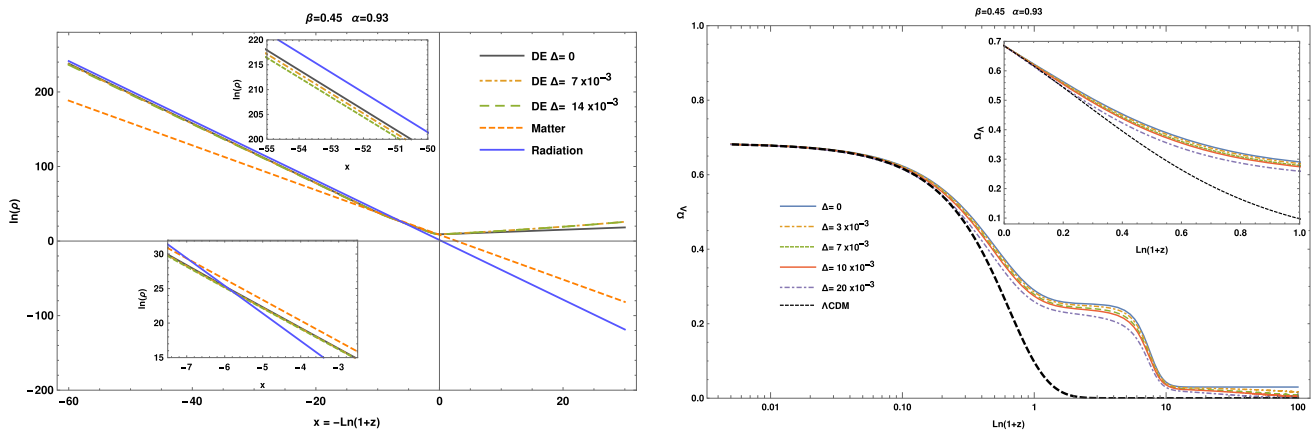 β=0.45 α=0.93
ln(ρ)
200
100
0
−100
−200
−60
−40
−20
0
20
x = −Ln(1+z)
DE Δ= 0
DE Δ= 7 x10⁻³
DE Δ= 14 x10⁻³
Matter
Radiation
ln(ρ)
220
215
210
205
200
−55
−54
−53
−52
−51
−50
x
ln(ρ)
30
25
20
15
−7
−6
−5
−4
−3
x
β=0.45 α=0.93
Ω_Λ
1.0
0.8
0.6
0.4
0.2
0.0
0.01
0.10
1
10
100
Ln(1+z)
Δ= 0
Δ= 3 x10⁻³
Δ= 7 x10⁻³
Δ= 10 x10⁻³
Δ= 20 x10⁻³
ΛCDM
Ω_Λ
0.7
0.6
0.5
0.4
0.3
0.2
0.1
0.0
0.2
0.4
0.6
0.8
1.0
Ln(1+z)